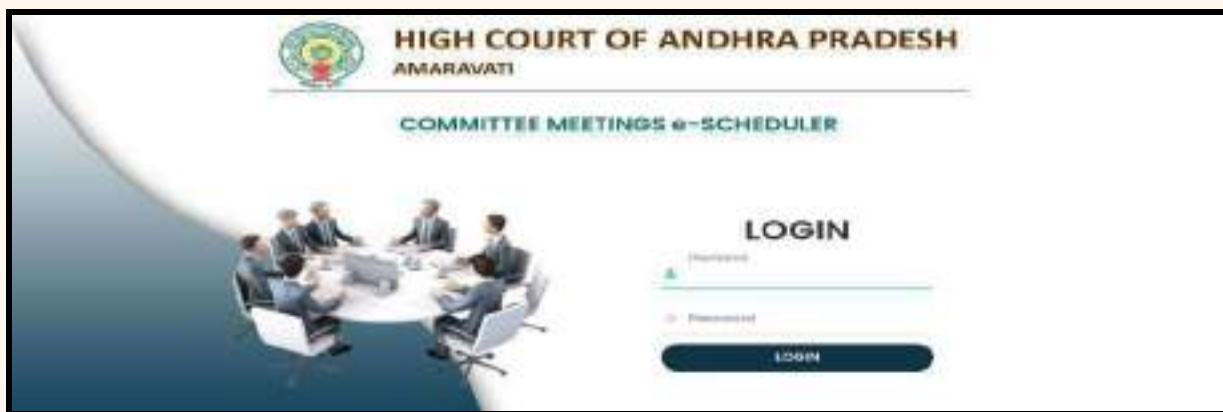 HIGH COURT OF ANDHRA PRADESH
AMARAVATI
COMMITTEE MEETINGS e-SCHEDULER
LOGIN
Password
LOGIN